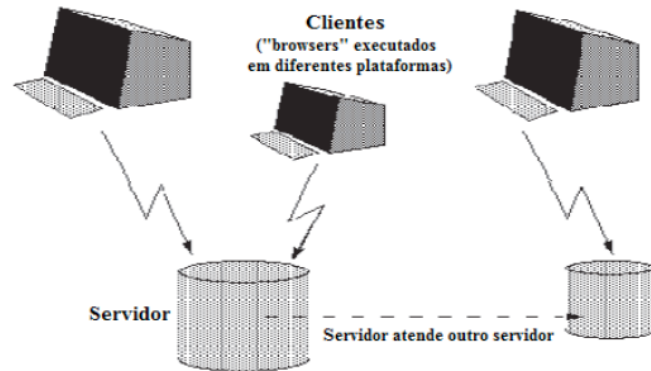 Clientes
("browsers" executados
em diferentes plataformas)
Servidor
Servidor atende outro servidor